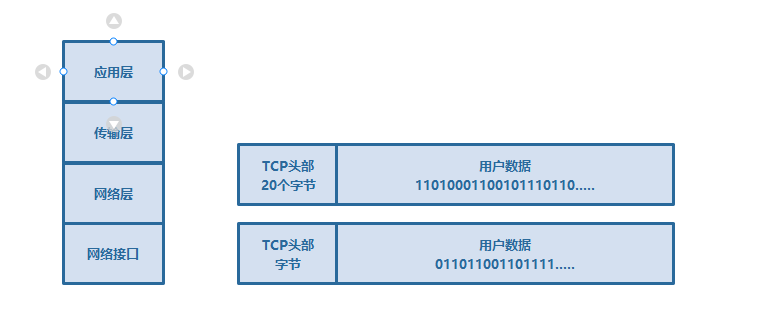 应用层
传输层
网络层
网络接口
TCP头部
20个字节
用户数据
11010001100101110110.....
TCP头部
字节
用户数据
011011001101111.....